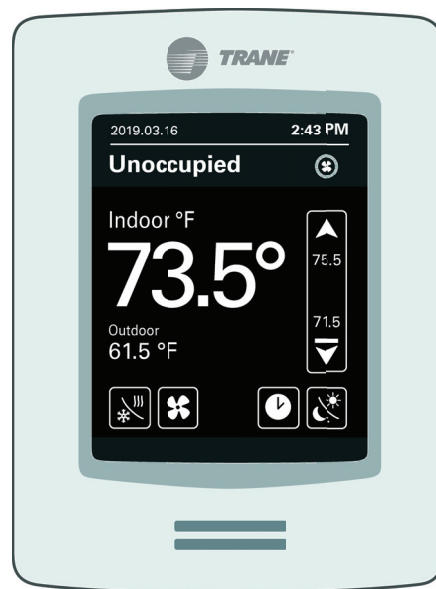 TRANE®
2019.03.16 2:43 PM
Unoccupied
Indoor °F
73.5°
75.5
Outdoor
71.5
61.5 °F